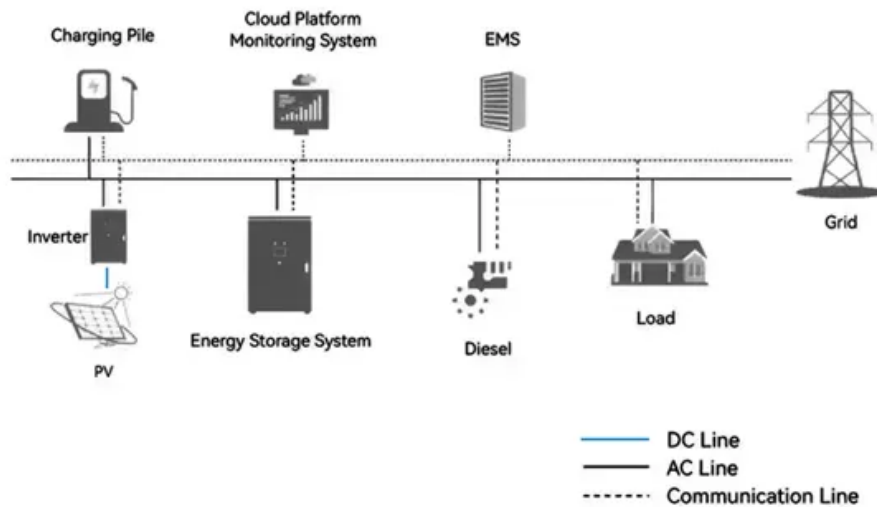 Charging Pile
Cloud Platform
Monitoring System
EMS
Grid
Inverter
PV
Energy Storage System
Diesel
Load
DC Line
AC Line
Communication Line